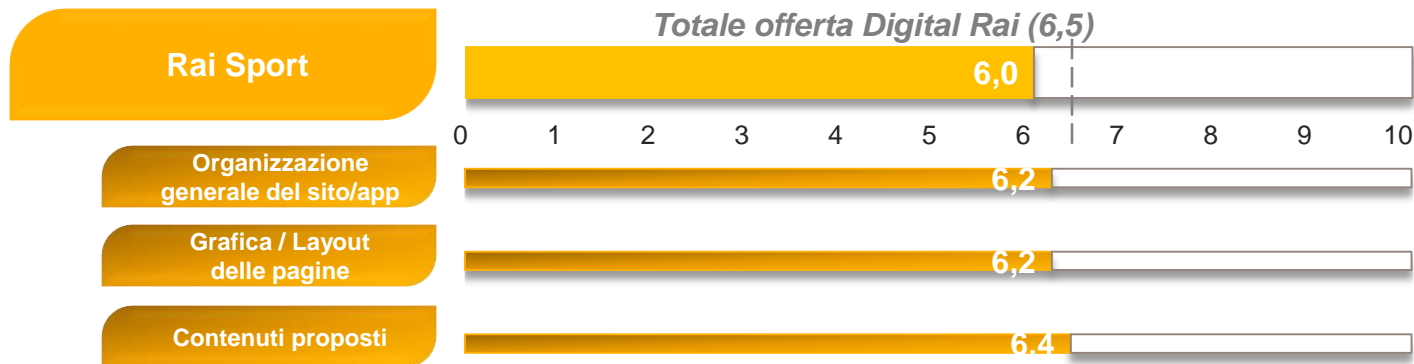 Totale offerta Digital Rai (6,5)
Rai Sport
6,0
0 1 2 3 4 5 6 7 8 9 10
Organizzazione
generale del sito/app
6,2
Grafica / Layout
delle pagine
6,2
Contenuti proposti
6,4